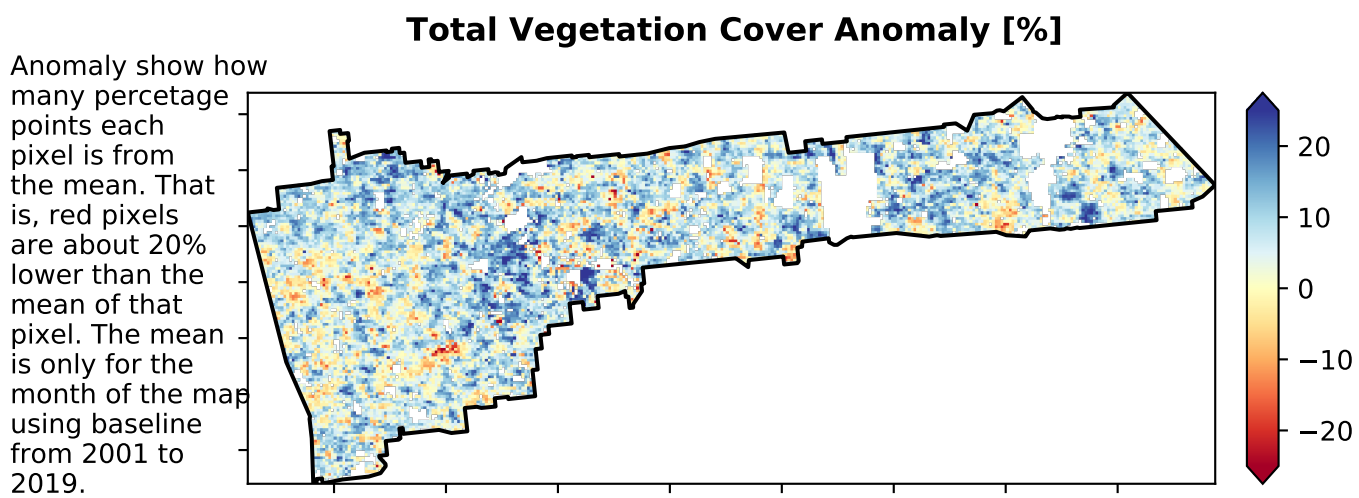 Total Vegetation Cover Anomaly [%]
Anomaly show how
many percetage
points each
pixel is from
the mean. That
is, red pixels
are about 20%
lower than the
mean of that
pixel. The mean
is only for the
month of the map
using baseline
from 2001 to
2019.
20
10
0
−10
−20